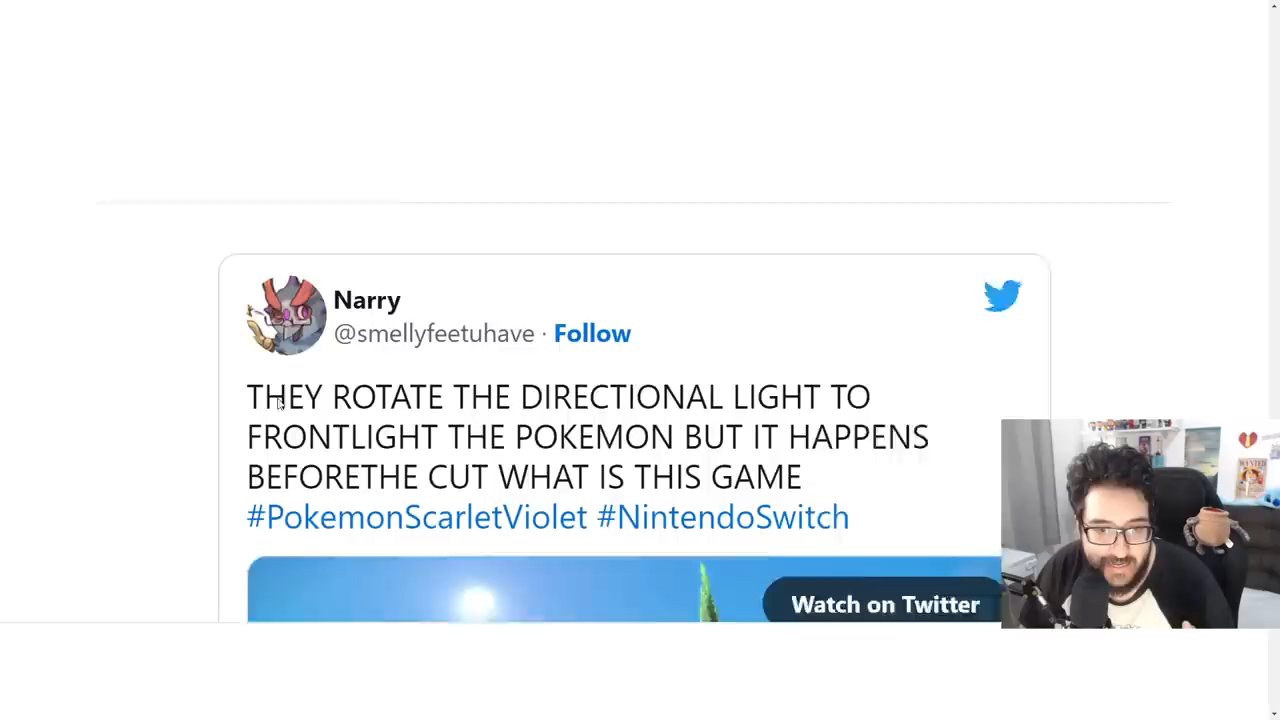 Narry
@smellyfeetuhave · Follow
THEY ROTATE THE DIRECTIONAL LIGHT TO
FRONTLIGHT THE POKEMON BUT IT HAPPENS
BEFORETHE CUT WHAT IS THIS GAME
#PokemonScarletViolet #NintendoSwitch
Watch on Twitter
WANTED